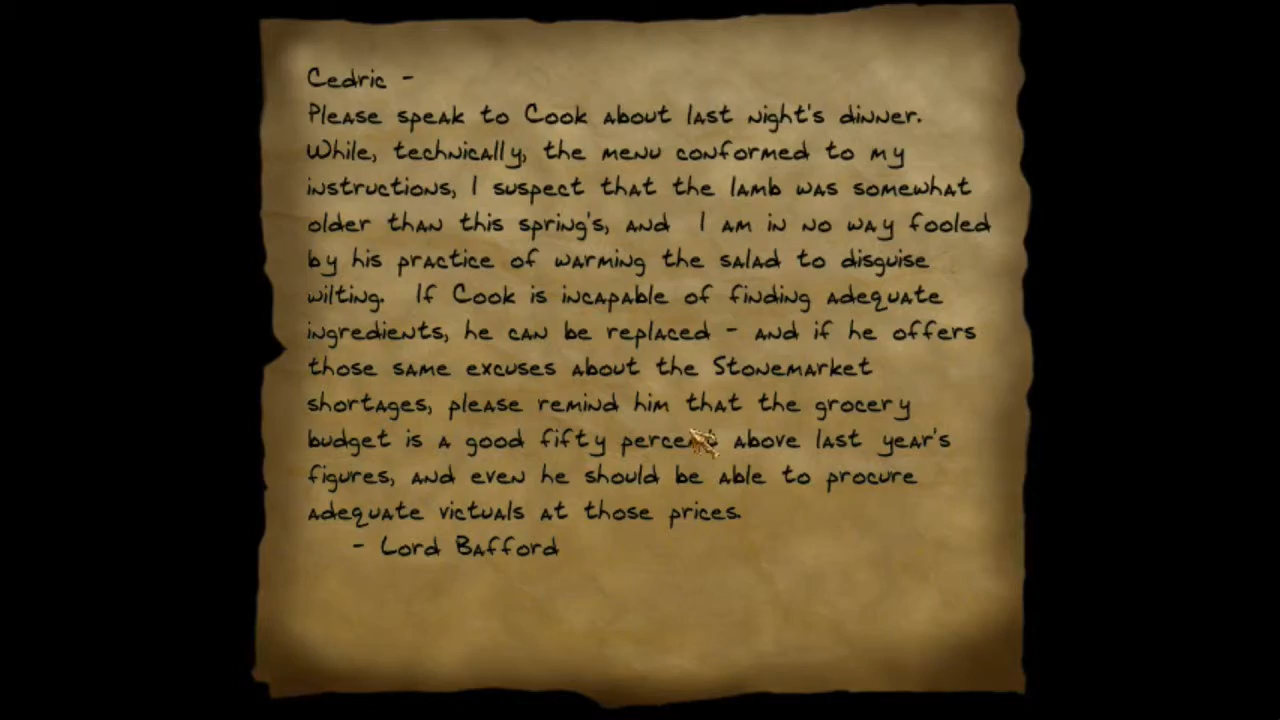 Cedric -
Please speak to Cook about last night's dinner.
While, technically, the menu conformed to my
instructions, I suspect that the lamb was somewhat
older than this spring's, and I am in no way fooled
by his practice of warming the salad to disguise
wilting. If Cook is incapable of finding adequate
ingredients, he can be replaced - and if he offers
those same excuses about the Stonemarket
shortages, please remind him that the grocery
budget is a good fifty percent above last year's
figures, and even he should be able to procure
adequate victuals at those prices.
- Lord Bafford